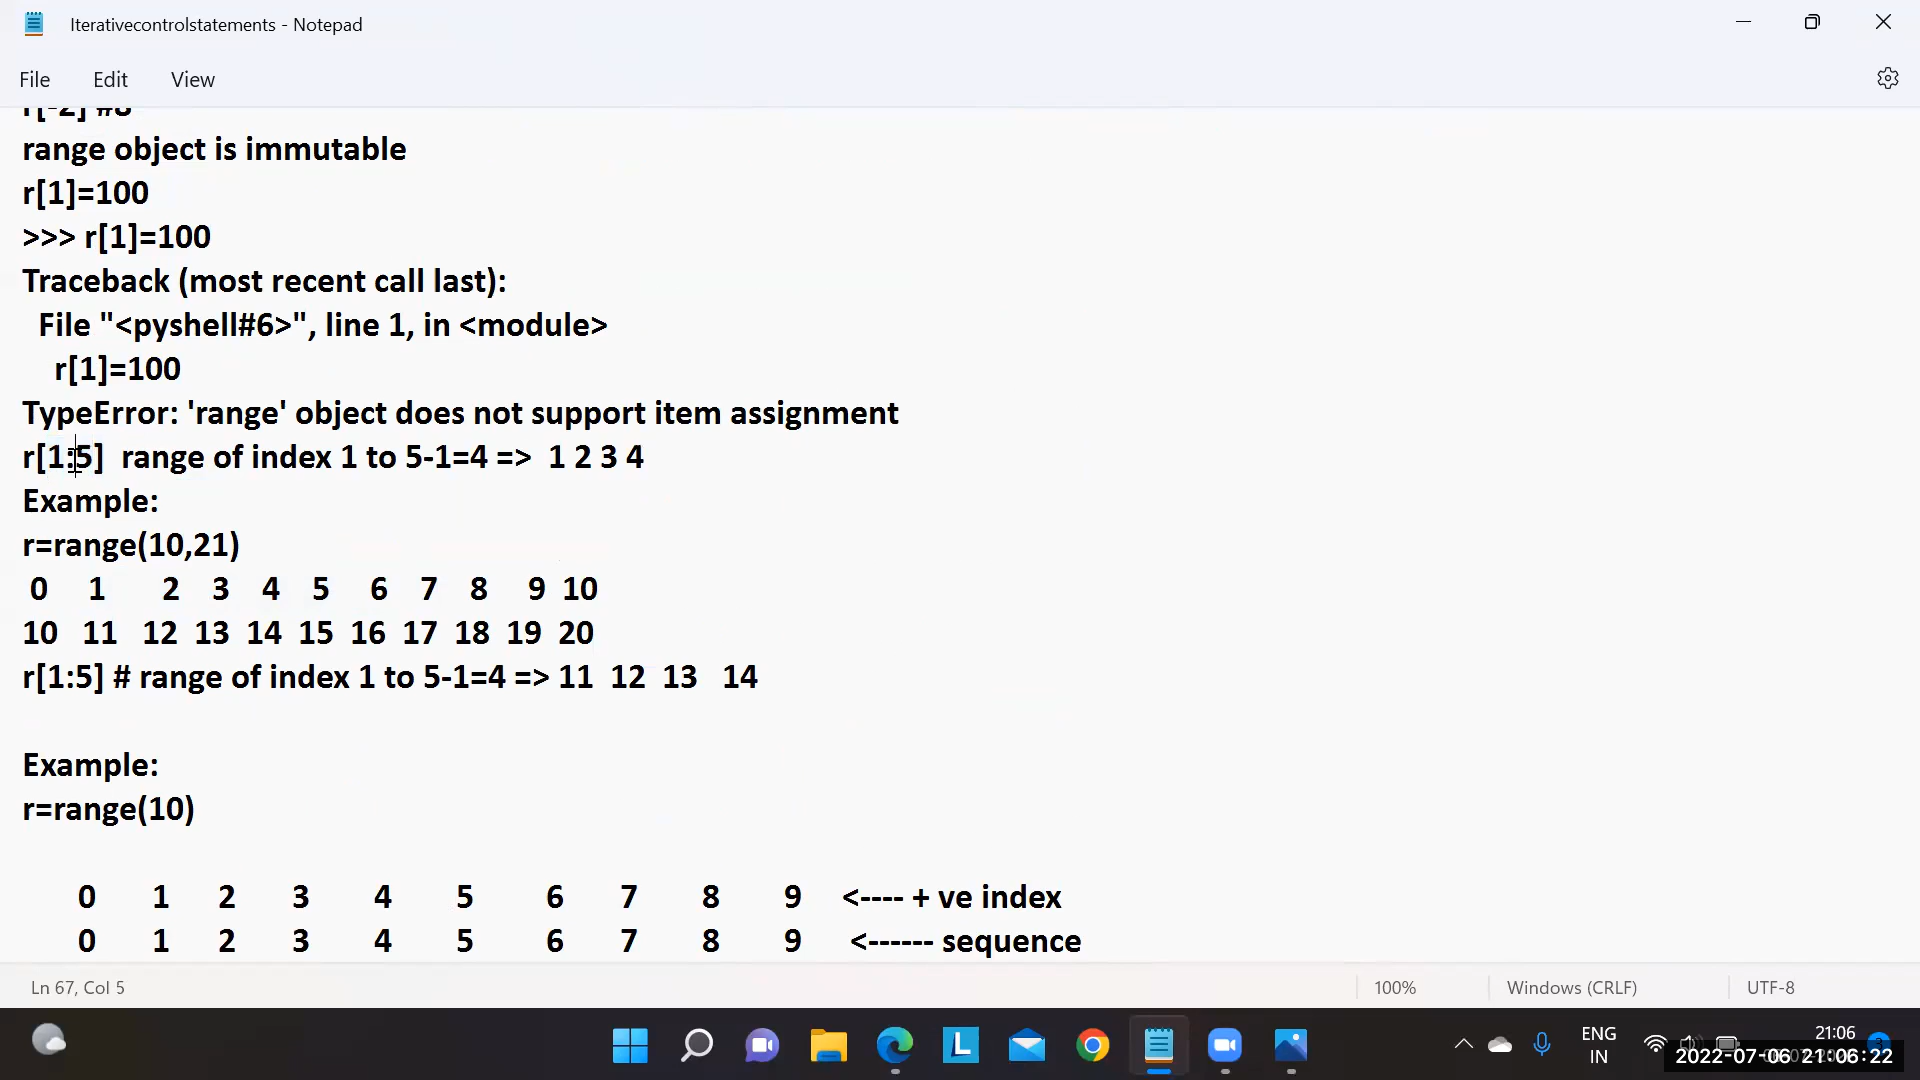 Iterativecontrolstatements - Notepad
File Edit View
r[-2] #8
range object is immutable
r[1]=100
>>> r[1]=100
Traceback (most recent call last):
File "<pyshell#6>", line 1, in <module>
r[1]=100
TypeError: 'range' object does not support item assignment
r[1:5] range of index 1 to 5-1=4 => 1 2 3 4
Example:
r=range(10,21)
0 1 2 3 4 5 6 7 8 9 10
10 11 12 13 14 15 16 17 18 19 20
r[1:5] # range of index 1 to 5-1=4 => 11 12 13 14
Example:
r=range(10)
0 1 2 3 4 5 6 7 8 9 <---- + ve index
0 1 2 3 4 5 6 7 8 9 <------ sequence
Ln 67, Col 5 100% Windows (CRLF) UTF-8
L
ENG
IN
21:06
2022-07-06 21:06:22